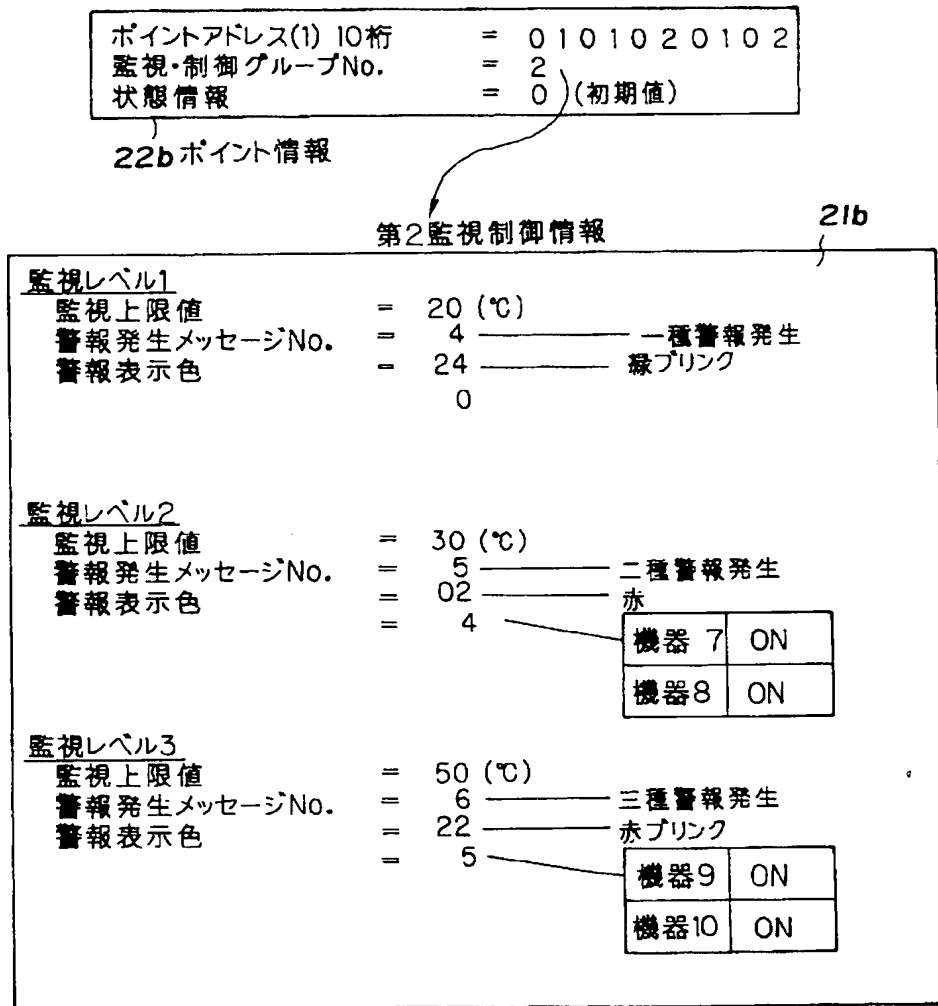 ポイントアドレス(1) 10桁 = 0101020102
監視・制御グループNo. = 2
状態情報 = 0 (初期値)
22b ポイント情報
第2監視制御情報
21b
監視レベル1
監視上限値 = 20 (℃)
警報発生メッセージNo. = 4 一種警報発生
警報表示色 = 24 緑ブリンク
0
監視レベル2
監視上限値 = 30 (℃)
警報発生メッセージNo. = 5 二種警報発生
警報表示色 = 02 赤
= 4
機器 7 ON
機器8 ON
監視レベル3
監視上限値 = 50 (℃)
警報発生メッセージNo. = 6 三種警報発生
警報表示色 = 22 赤ブリンク
= 5
機器9 ON
機器10 ON